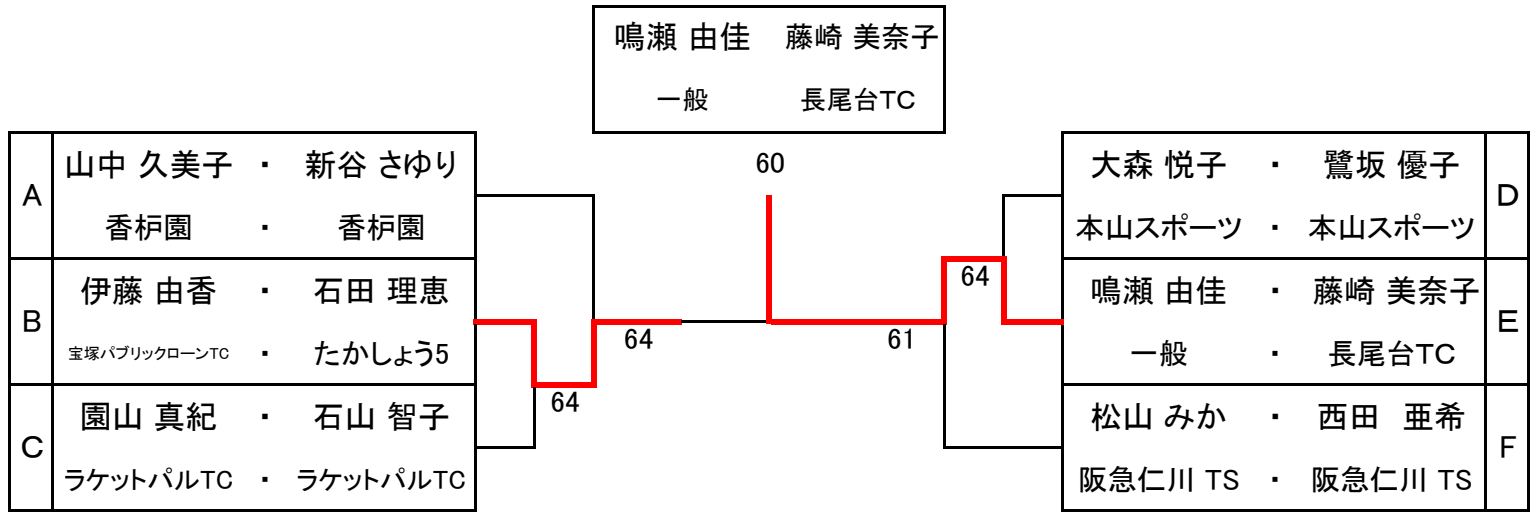 鳴瀬 由佳 藤崎 美奈子
一般 長尾台TC
60
A
山中 久美子 ・ 新谷 さゆり
香枦園 ・ 香枦園
B
伊藤 由香 ・ 石田 理恵
宝塚パブリックローンTC ・ たかしょう5
C
園山 真紀 ・ 石山 智子
ラケットパルTC ・ ラケットパルTC
64
64
61
64
大森 悦子 ・ 鷺坂 優子
本山スポーツ ・ 本山スポーツ
D
鳴瀬 由佳 ・ 藤崎 美奈子
一般 ・ 長尾台TC
E
松山 みか ・ 西田　亜希
阪急仁川 TS ・ 阪急仁川 TS
F